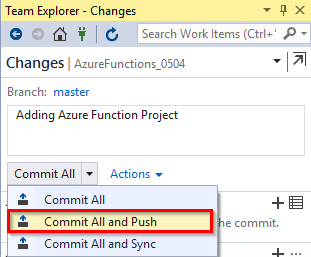 Team Explorer - Changes
Search Work Items (Ctrl+'
Changes | AzureFunctions_0504
Branch: master
Adding Azure Function Project
Commit All Actions
Commit All
Commit All and Push he commit.
Commit All and Sync